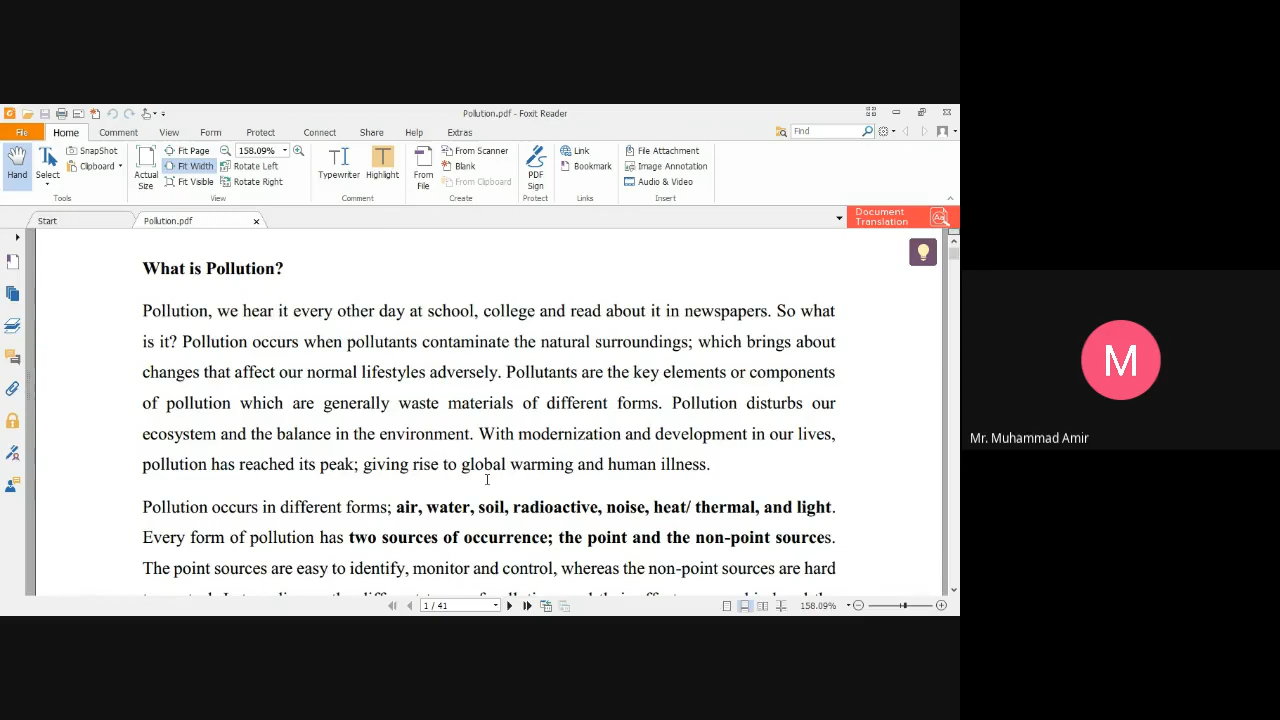 Pollution.pdf - Foxit Reader
File Home Comment View Form Protect Connect Share Help Extras Find
Hand Select SnapShot Clipboard Tools
Actual Size Fit Page Fit Width Fit Visible 158.09% Rotate Left Rotate Right View
Typewriter Highlight Comment
From File From Scanner Blank From Clipboard Create
PDF Sign Protect
Link Bookmark Links
File Attachment Image Annotation Audio & Video Insert
Start Pollution.pdf
Document Translation
What is Pollution?
Pollution, we hear it every other day at school, college and read about it in newspapers. So what
is it? Pollution occurs when pollutants contaminate the natural surroundings; which brings about
changes that affect our normal lifestyles adversely. Pollutants are the key elements or components
of pollution which are generally waste materials of different forms. Pollution disturbs our
ecosystem and the balance in the environment. With modernization and development in our lives,
pollution has reached its peak; giving rise to global warming and human illness.
Pollution occurs in different forms; air, water, soil, radioactive, noise, heat/ thermal, and light.
Every form of pollution has two sources of occurrence; the point and the non-point sources.
The point sources are easy to identify, monitor and control, whereas the non-point sources are hard
1 / 41
158.09%
M
Mr. Muhammad Amir